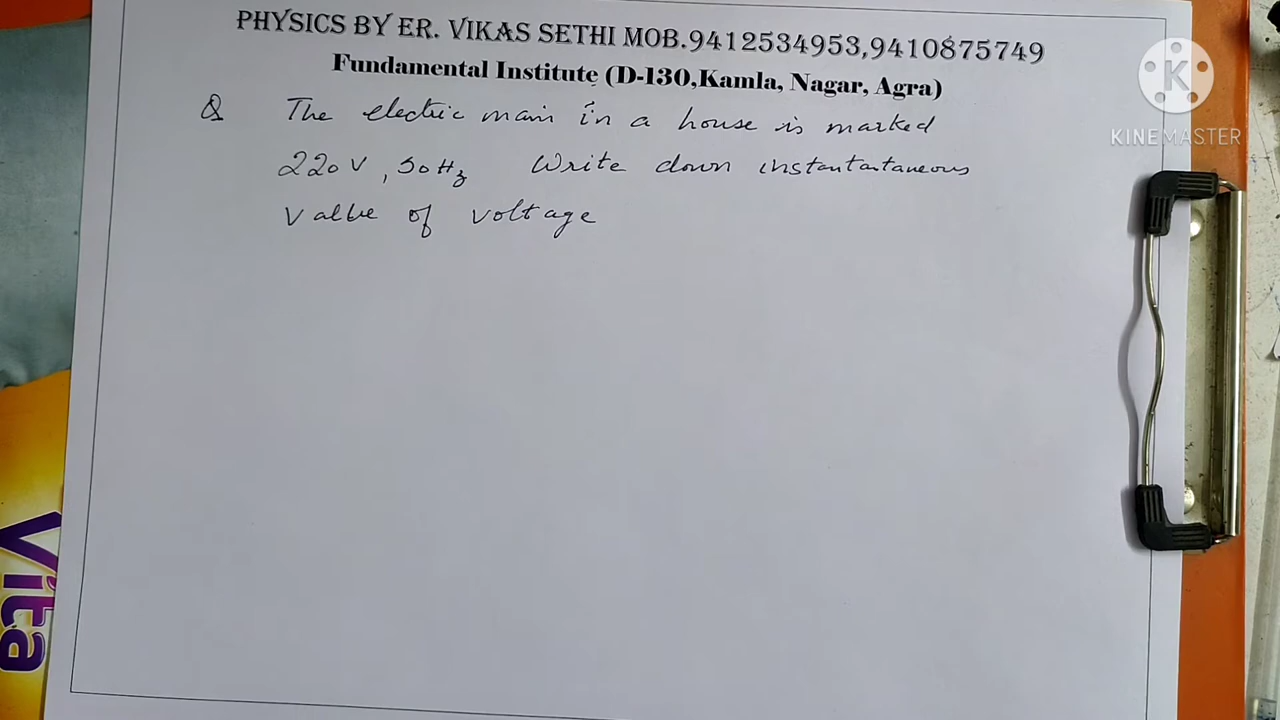 PHYSICS BY ER. VIKAS SETHI MOB.9412534953,9410875749
Fundamental Institute (D-130,Kamla, Nagar, Agra)
K
KINEMASTER
Q The electric main in a house is marked
220V, 50Hz Write down instantantaneous
value of voltage
Vita